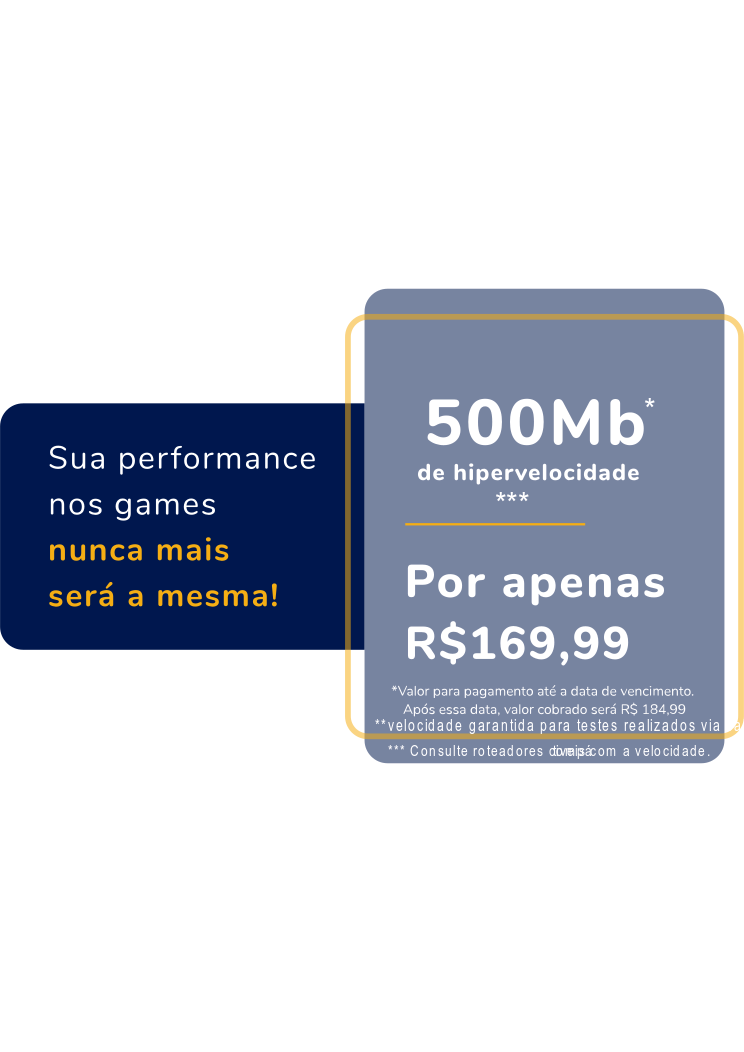 Sua performance
nos games
nunca mais
será a mesma!
500Mb*
de hipervelocidade
***
Por apenas
R$169,99
*Valor para pagamento até a data de vencimento.
Após essa data, valor cobrado será R$ 184,99
**velocidade garantida para testes realizados via
*** Consulte roteadores com a velocidade.